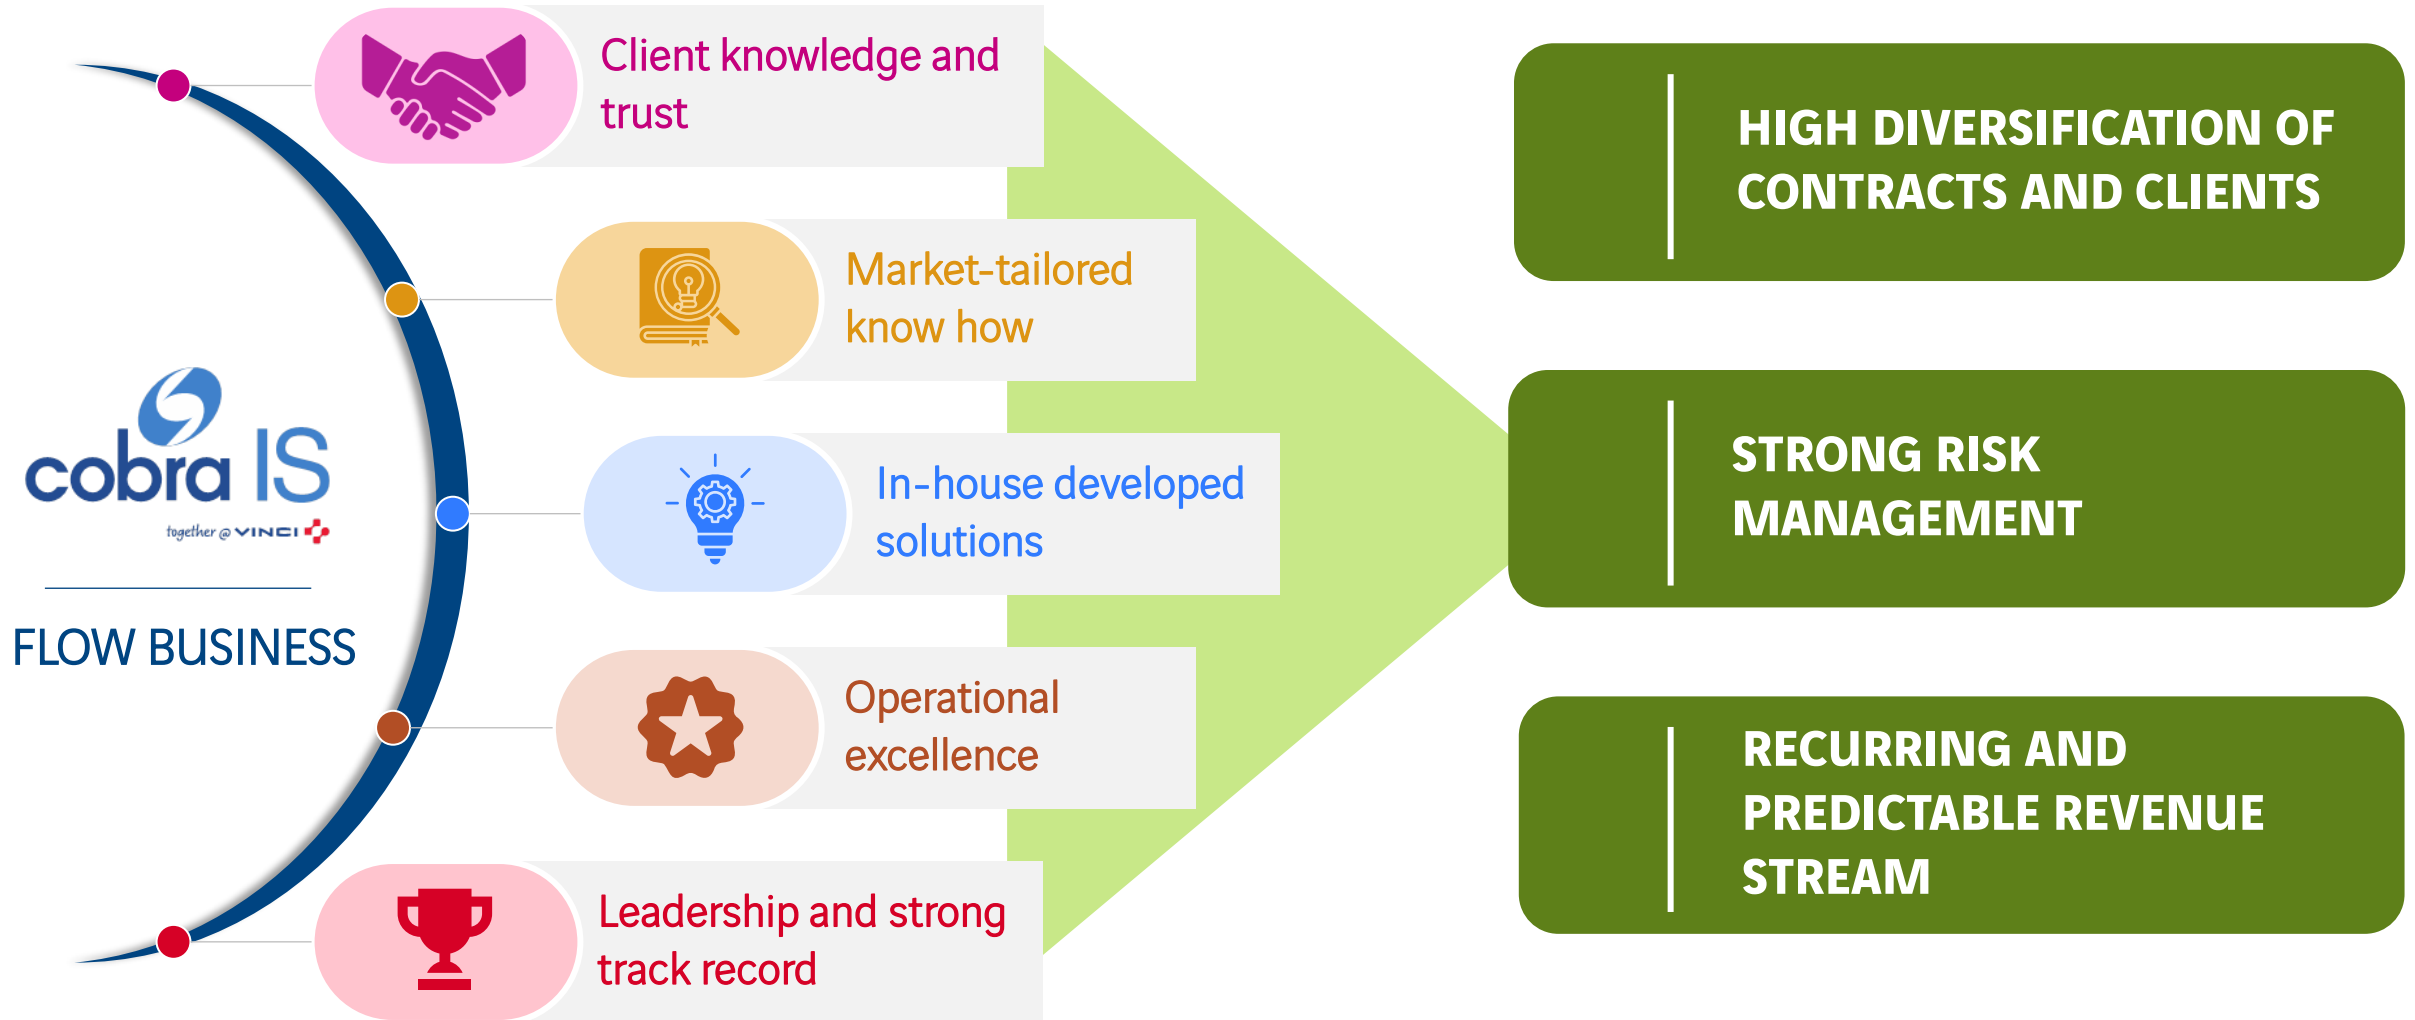 cobra IS
together @ VINCI
FLOW BUSINESS
Client knowledge and
trust
Market-tailored
know how
In-house developed
solutions
Operational
excellence
Leadership and strong
track record
HIGH DIVERSIFICATION OF
CONTRACTS AND CLIENTS
STRONG RISK
MANAGEMENT
RECURRING AND
PREDICTABLE REVENUE
STREAM